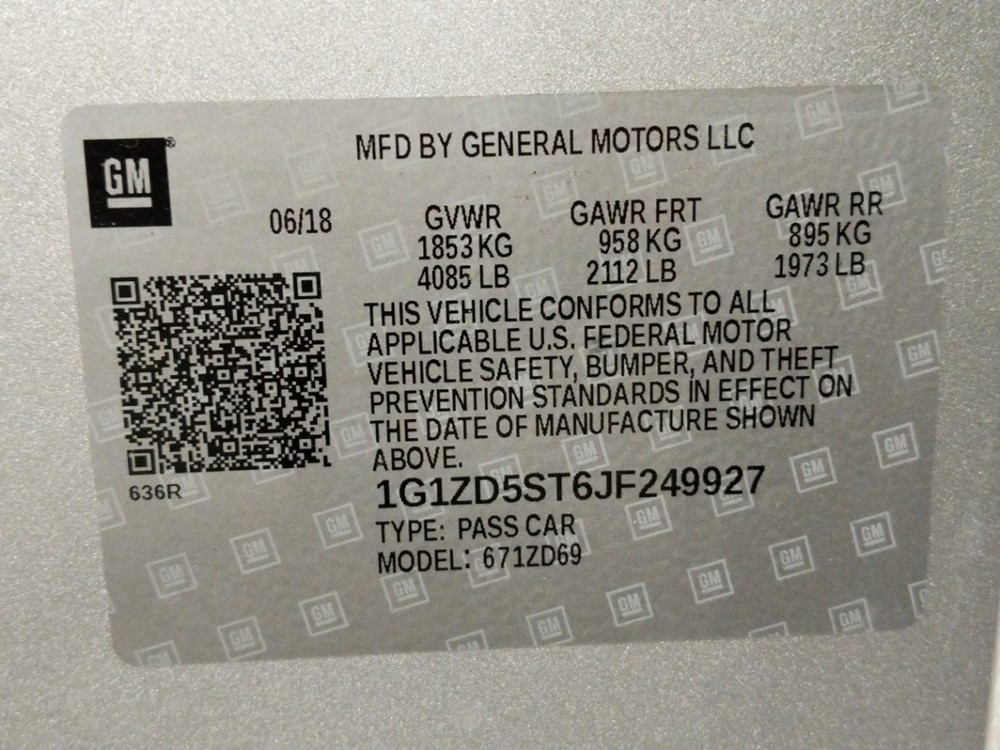 GM®
MFD BY GENERAL MOTORS LLC
06/18
GVWR
1853 KG
4085 LB
GAWR FRT
958 KG
2112 LB
GAWR RR
895 KG
1973 LB
THIS VEHICLE CONFORMS TO ALL
APPLICABLE U.S. FEDERAL MOTOR
VEHICLE SAFETY, BUMPER, AND THEFT
PREVENTION STANDARDS IN EFFECT ON
THE DATE OF MANUFACTURE SHOWN
ABOVE.
636R
1G1ZD5ST6JF249927
TYPE: PASS CAR
MODEL: 671ZD69